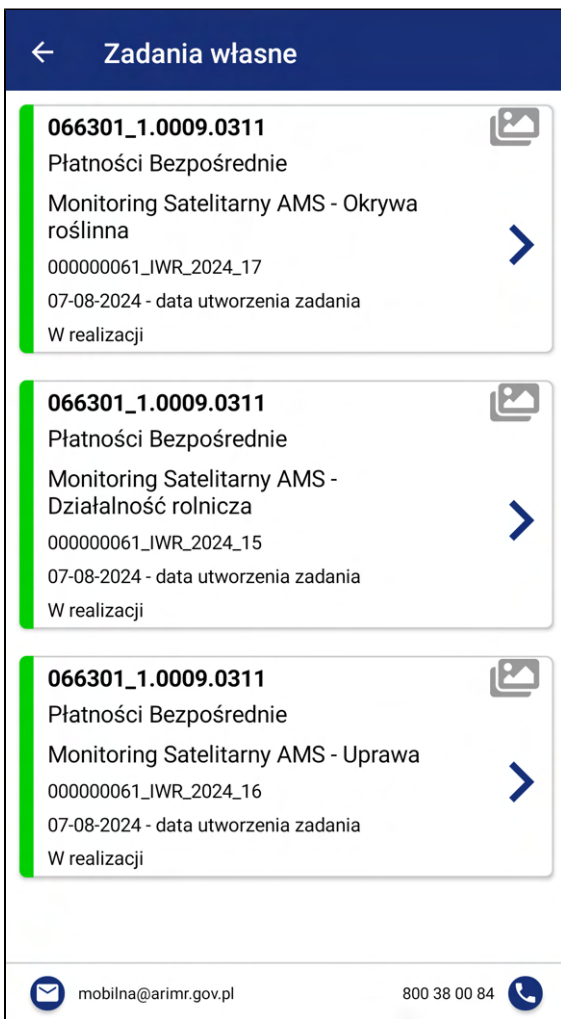 Zadania własne
066301_1.0009.0311
Płatności Bezpośrednie
Monitoring Satelitarny AMS - Okrywa
roślinna
000000061_IWR_2024_17
07-08-2024 - data utworzenia zadania
W realizacji
066301_1.0009.0311
Płatności Bezpośrednie
Monitoring Satelitarny AMS -
Działalność rolnicza
000000061_IWR_2024_15
07-08-2024 - data utworzenia zadania
W realizacji
066301_1.0009.0311
Płatności Bezpośrednie
Monitoring Satelitarny AMS - Uprawa
000000061_IWR_2024_16
07-08-2024 - data utworzenia zadania
W realizacji
mobilna@arimr.gov.pl 800 38 00 84